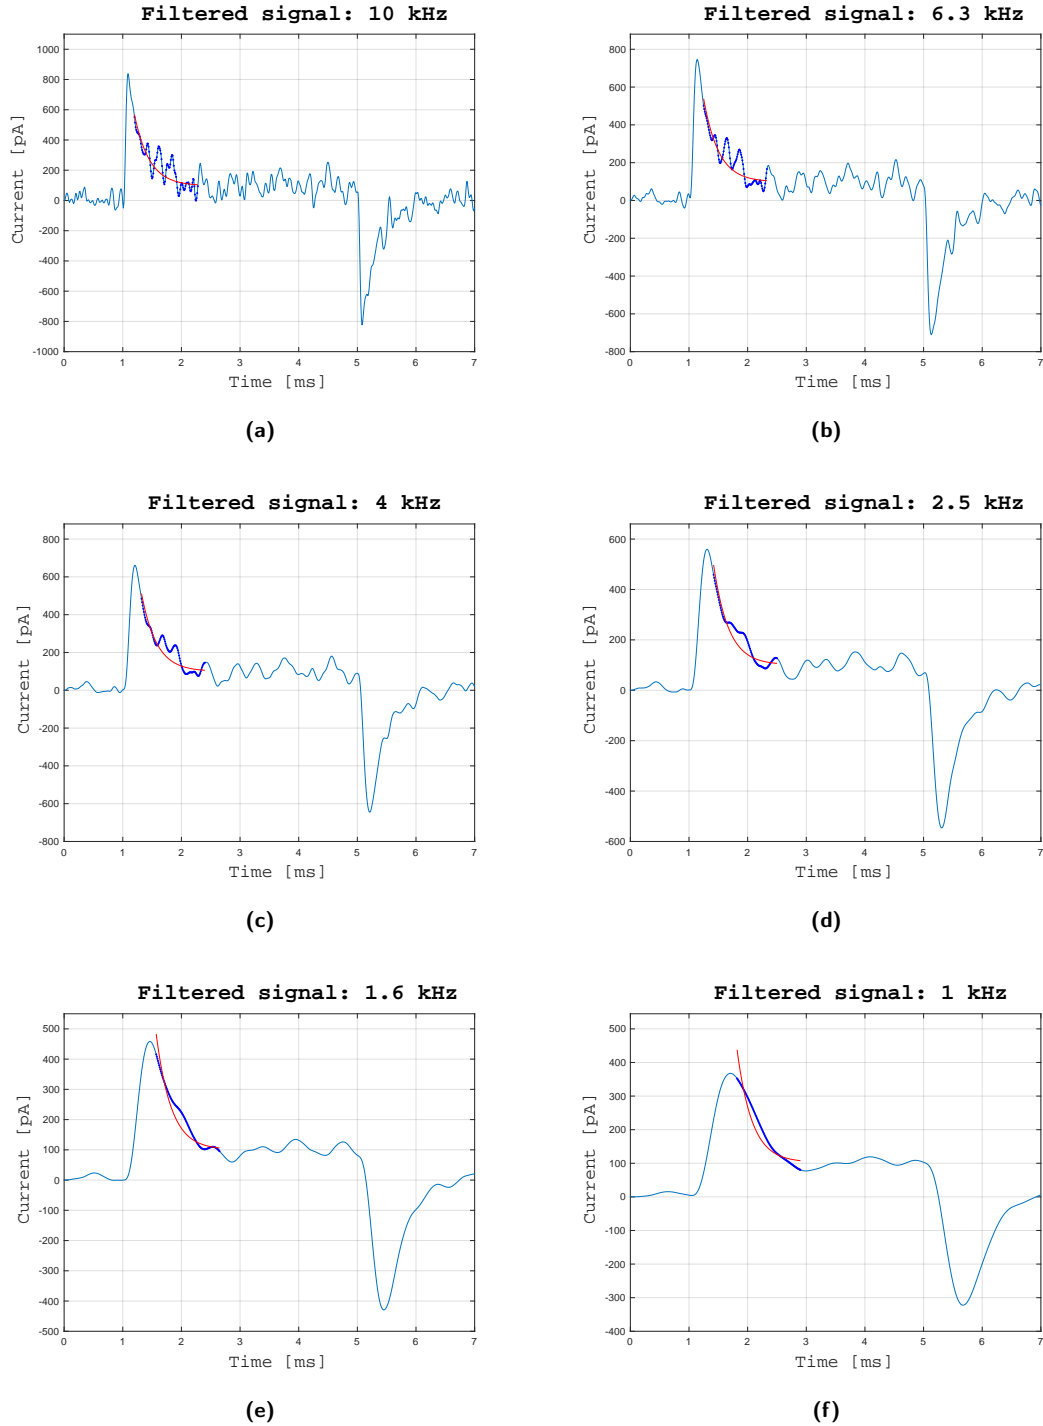 Filtered signal: 10 kHz
Current [pA]
1000
800
600
400
200
0
-200
-400
-600
-800
-1000
0 1 2 3 4 5 6 7
Time [ms]
(a)
Filtered signal: 6.3 kHz
Current [pA]
800
600
400
200
0
-200
-400
-600
-800
0 1 2 3 4 5 6 7
Time [ms]
(b)
Filtered signal: 4 kHz
Current [pA]
800
600
400
200
0
-200
-400
-600
-800
0 1 2 3 4 5 6 7
Time [ms]
(c)
Filtered signal: 2.5 kHz
Current [pA]
600
400
200
0
-200
-400
-600
0 1 2 3 4 5 6 7
Time [ms]
(d)
Filtered signal: 1.6 kHz
Current [pA]
500
400
300
200
100
0
-100
-200
-300
-400
-500
0 1 2 3 4 5 6 7
Time [ms]
(e)
Filtered signal: 1 kHz
Current [pA]
500
400
300
200
100
0
-100
-200
-300
-400
0 1 2 3 4 5 6 7
Time [ms]
(f)